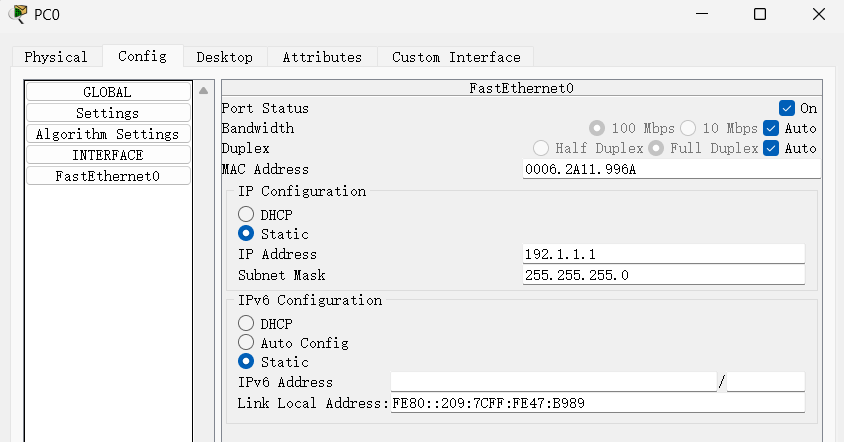 PC0
Physical Config Desktop Attributes Custom Interface
GLOBAL
Settings
Algorithm Settings
INTERFACE
FastEthernet0
FastEthernet0
Port Status On
Bandwidth 100 Mbps 10 Mbps Auto
Duplex Half Duplex Full Duplex Auto
MAC Address 0006.2A11.996A
IP Configuration
DHCP
Static
IP Address 192.1.1.1
Subnet Mask 255.255.255.0
IPv6 Configuration
DHCP
Auto Config
Static
IPv6 Address /
Link Local Address: FE80::209:7CFF:FE47:B989